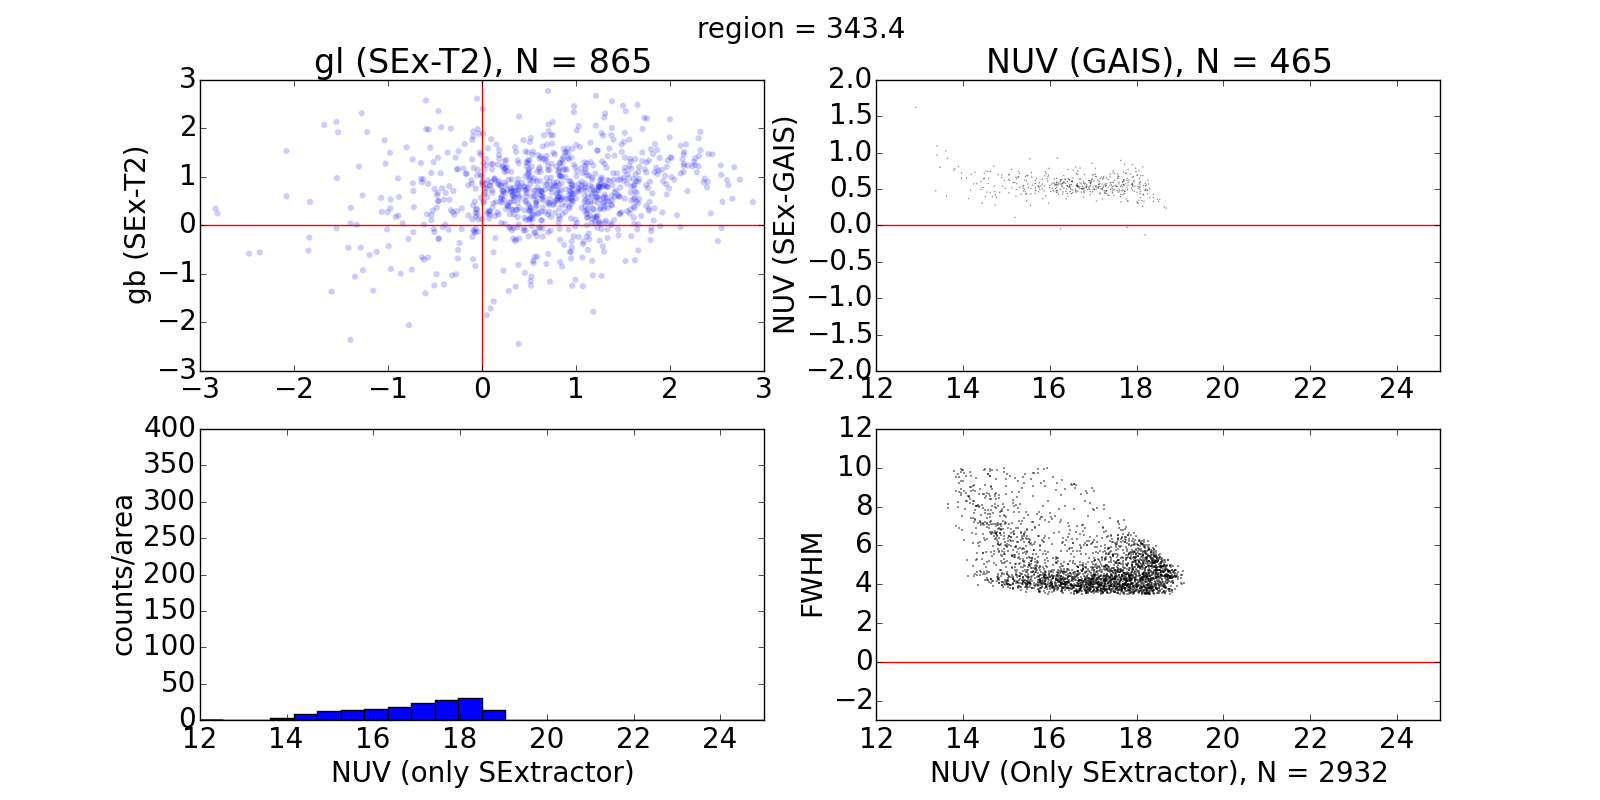 region = 343.4
gl (SEx-T2), N = 865
3
2
1
0
−1
−2
−3
gb (SEx-T2)
−3 −2 −1 0 1 2 3
NUV (GAIS), N = 465
2.0
1.5
1.0
0.5
0.0
−0.5
−1.0
−1.5
−2.0
NUV (SEx-GAIS)
12 14 16 18 20 22 24
400
350
300
250
200
150
100
50
0
counts/area
12 14 16 18 20 22 24
NUV (only SExtractor)
12
10
8
6
4
2
0
−2
FWHM
12 14 16 18 20 22 24
NUV (Only SExtractor), N = 2932